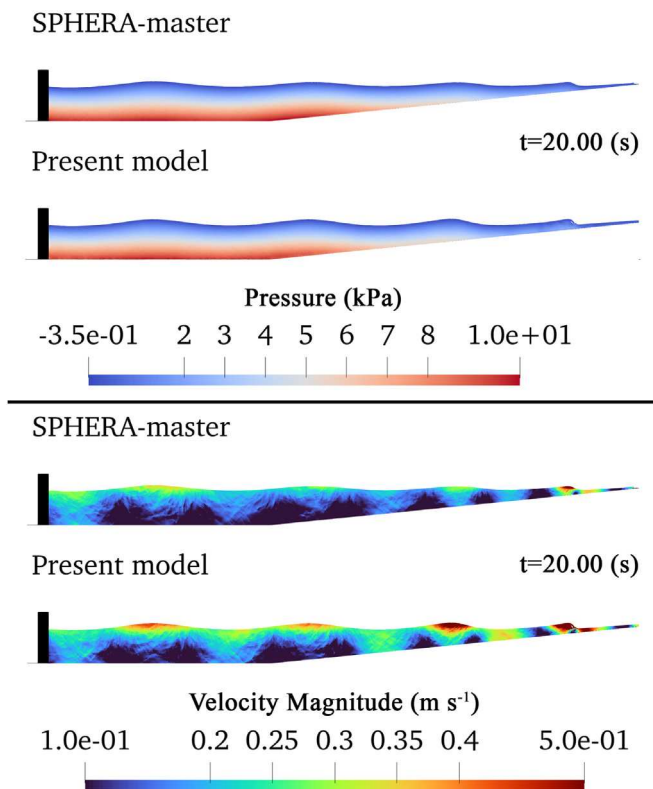 SPHERA-master
t=20.00 (s)
Present model
Pressure (kPa)
-3.5e-01 2 3 4 5 6 7 8 1.0e+01
SPHERA-master
Present model t=20.00 (s)
Velocity Magnitude (m s⁻¹)
1.0e-01 0.2 0.25 0.3 0.35 0.4 5.0e-01